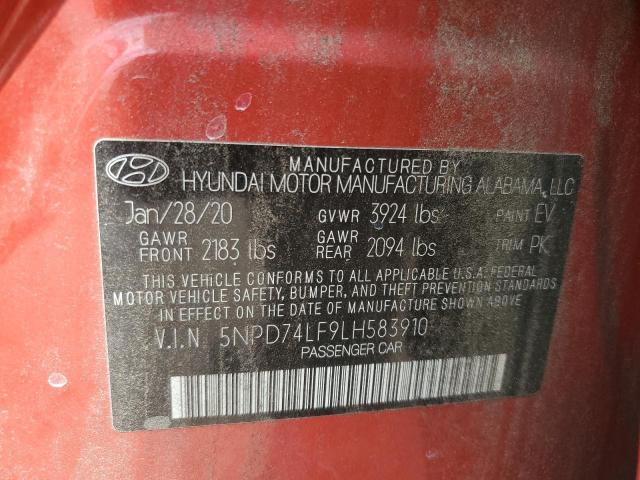 MANUFACTURED BY
HYUNDAI MOTOR MANUFACTURING ALABAMA, LLC
Jan/28/20 GVWR 3924 lbs PAINT EV
GAWR FRONT 2183 lbs GAWR REAR 2094 lbs TRIM PK
THIS VEHICLE CONFORMS TO ALL APPLICABLE U.S.A. FEDERAL
MOTOR VEHICLE SAFETY, BUMPER, AND THEFT PREVENTION STANDARDS
IN EFFECT ON THE DATE OF MANUFACTURE SHOWN ABOVE
V.I.N 5NPD74LF9LH583910
PASSENGER CAR